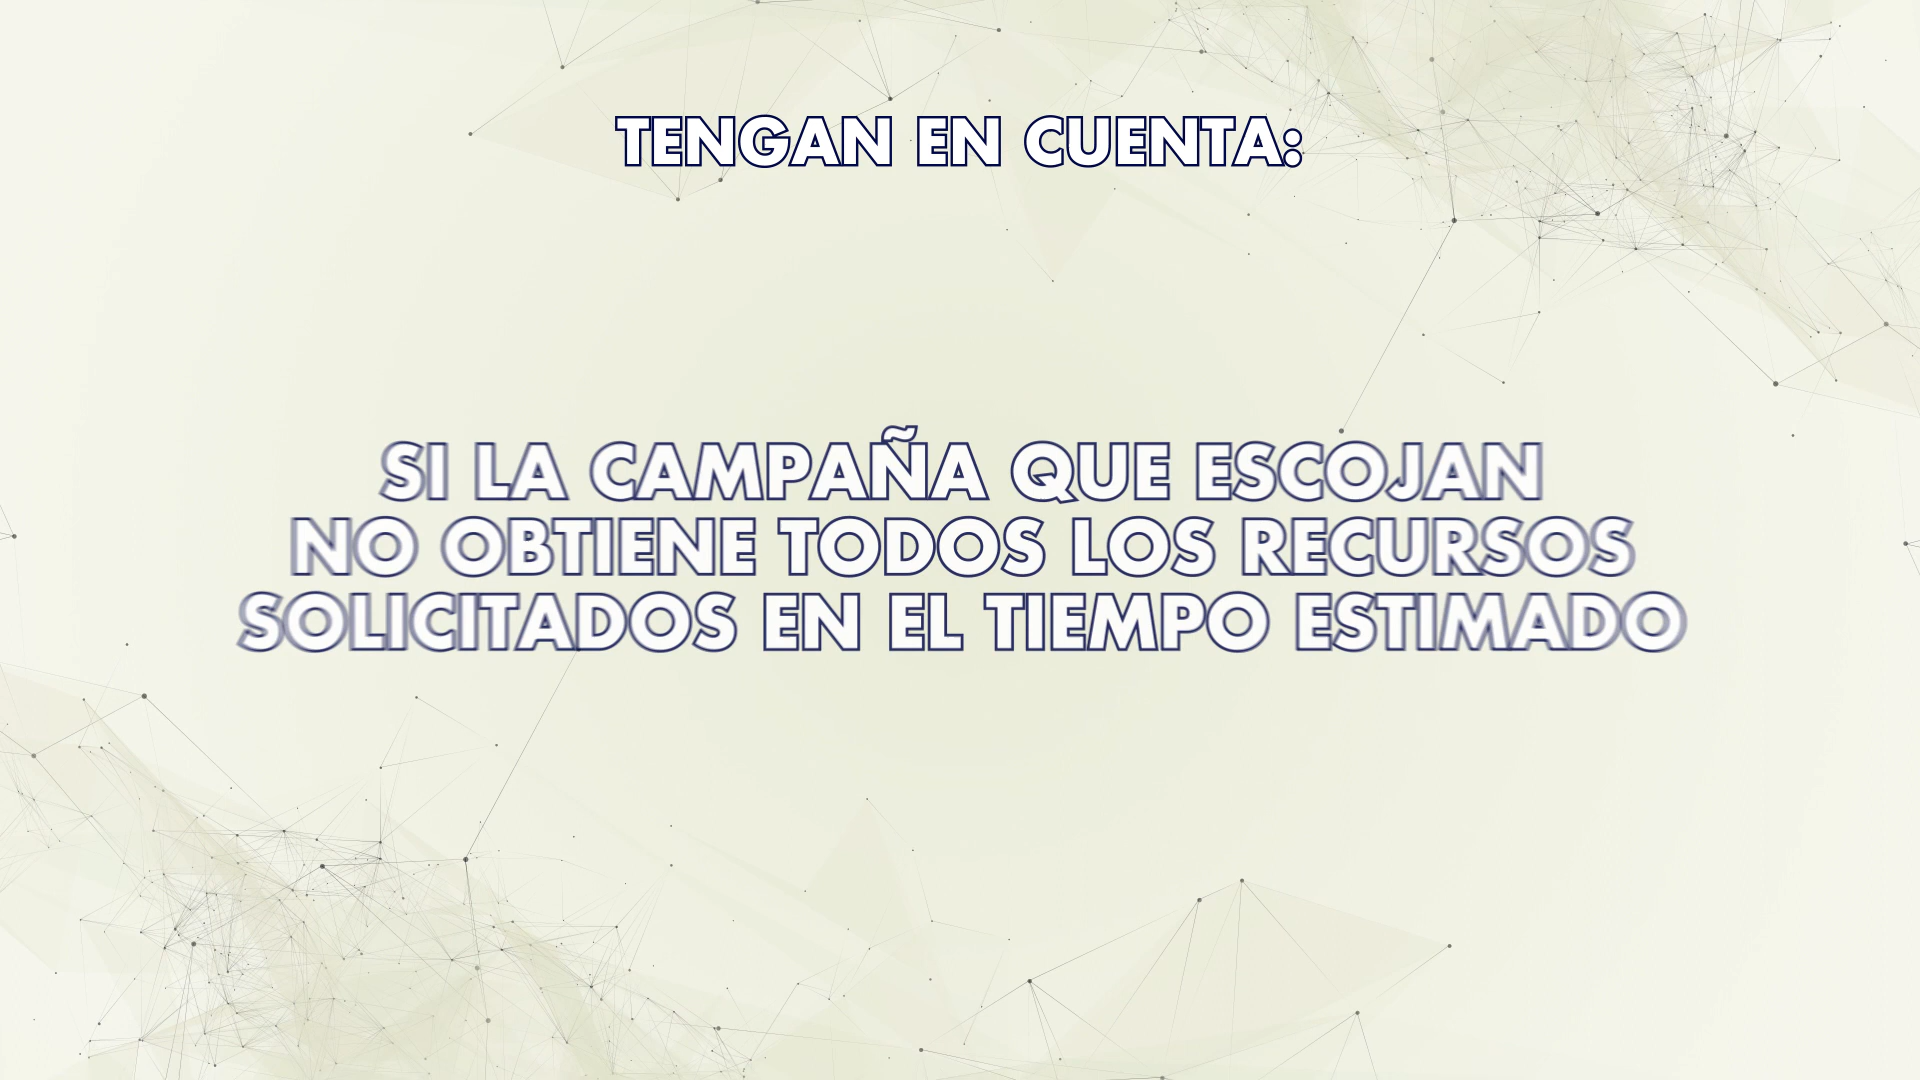 TENGAN EN CUENTA:
SI LA CAMPAÑA QUE ESCOJAN
NO OBTIENE TODOS LOS RECURSOS
SOLICITADOS EN EL TIEMPO ESTIMADO